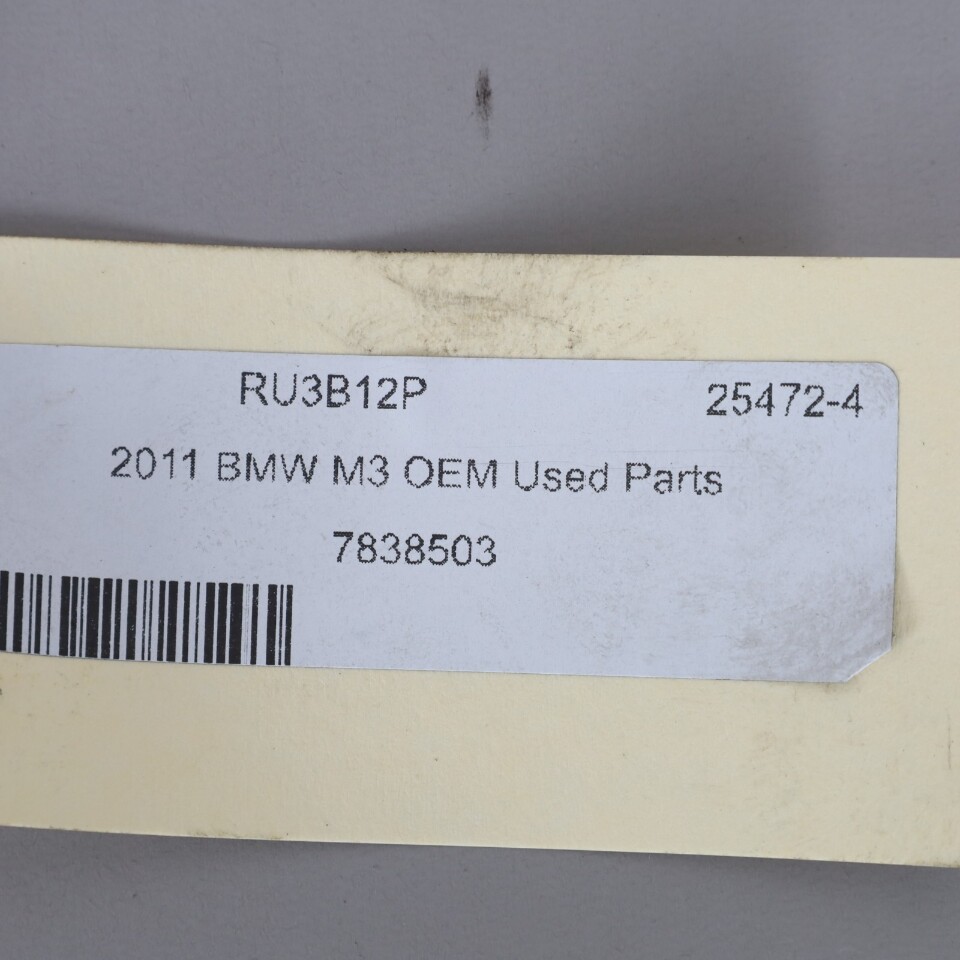 RU3B12P 25472-4
2011 BMW M3 OEM Used Parts
7838503